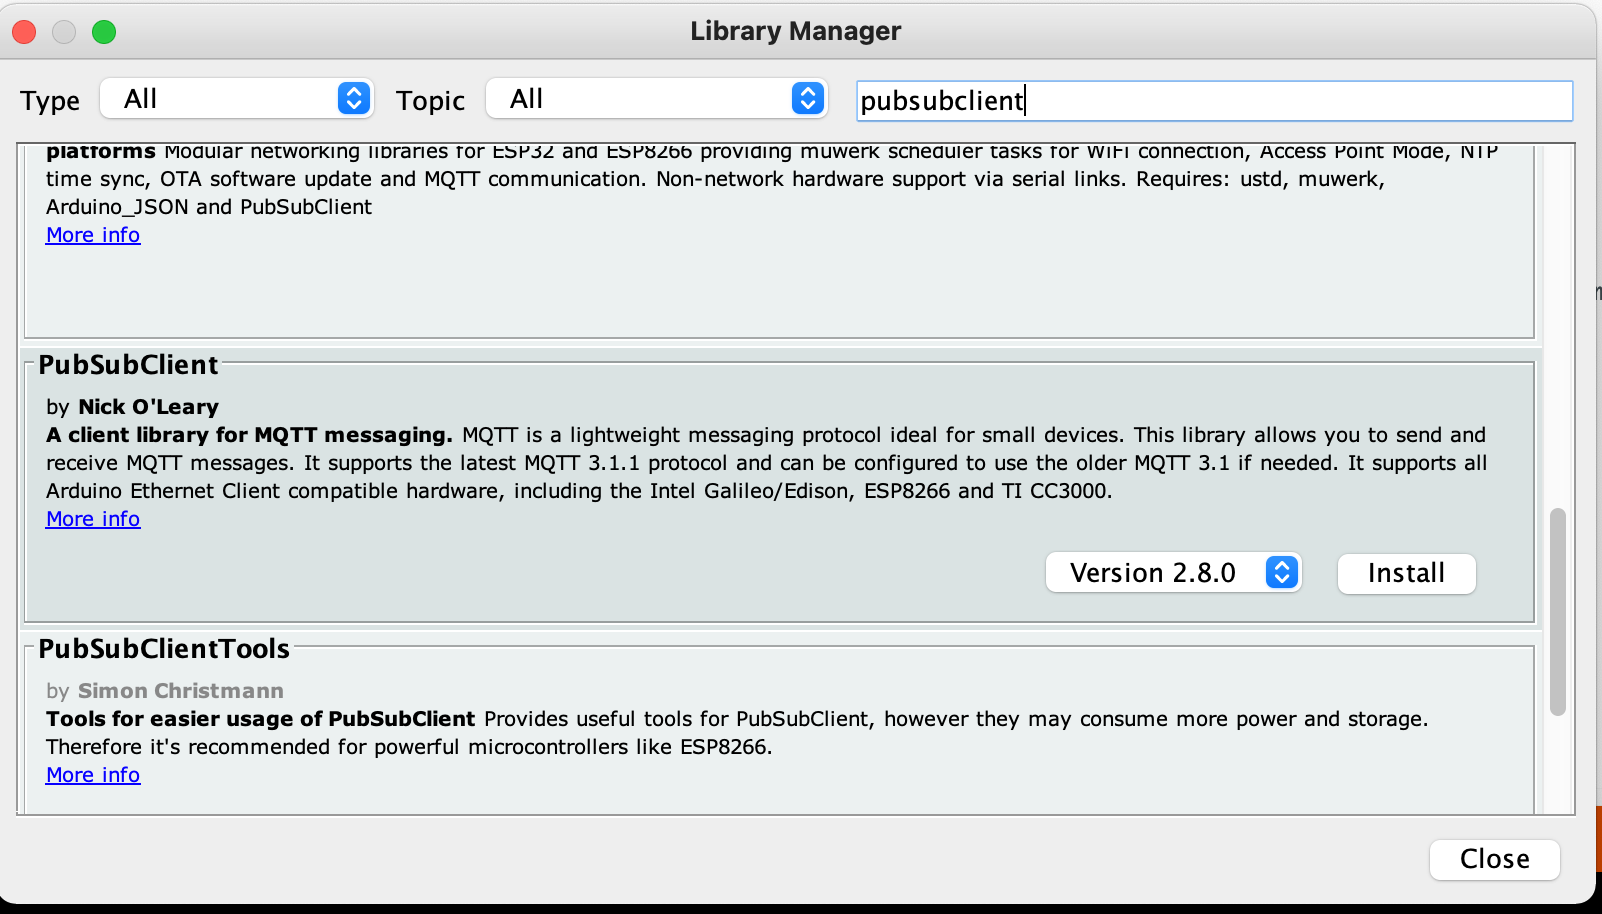 Library Manager
Type All Topic All pubsubclient
platforms Modular networking libraries for ESP32 and ESP8266 providing muwerk scheduler tasks for WiFi connection, Access Point Mode, NTP
time sync, OTA software update and MQTT communication. Non-network hardware support via serial links. Requires: ustd, muwerk,
Arduino_JSON and PubSubClient
More info
PubSubClient
by Nick O'Leary
A client library for MQTT messaging. MQTT is a lightweight messaging protocol ideal for small devices. This library allows you to send and
receive MQTT messages. It supports the latest MQTT 3.1.1 protocol and can be configured to use the older MQTT 3.1 if needed. It supports all
Arduino Ethernet Client compatible hardware, including the Intel Galileo/Edison, ESP8266 and TI CC3000.
More info
Version 2.8.0 Install
PubSubClientTools
by Simon Christmann
Tools for easier usage of PubSubClient Provides useful tools for PubSubClient, however they may consume more power and storage.
Therefore it's recommended for powerful microcontrollers like ESP8266.
More info
Close